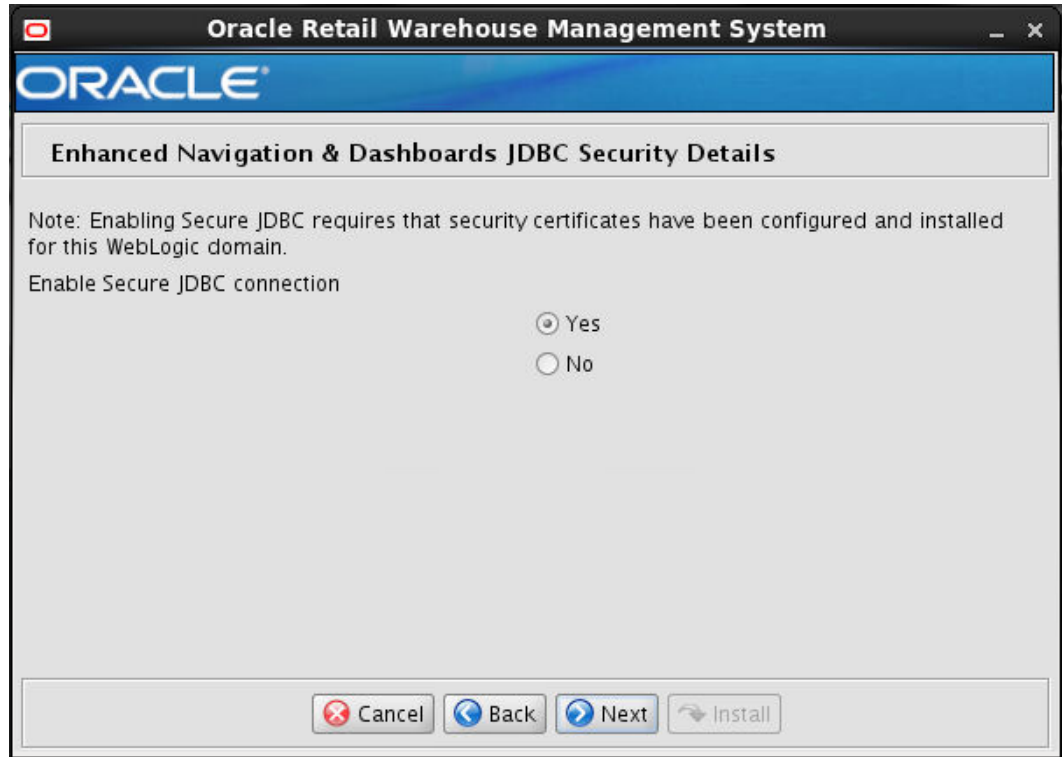 Oracle Retail Warehouse Management System
ORACLE
Enhanced Navigation & Dashboards JDBC Security Details
Note: Enabling Secure JDBC requires that security certificates have been configured and installed
for this WebLogic domain.
Enable Secure JDBC connection
Yes
No
Cancel Back Next Install